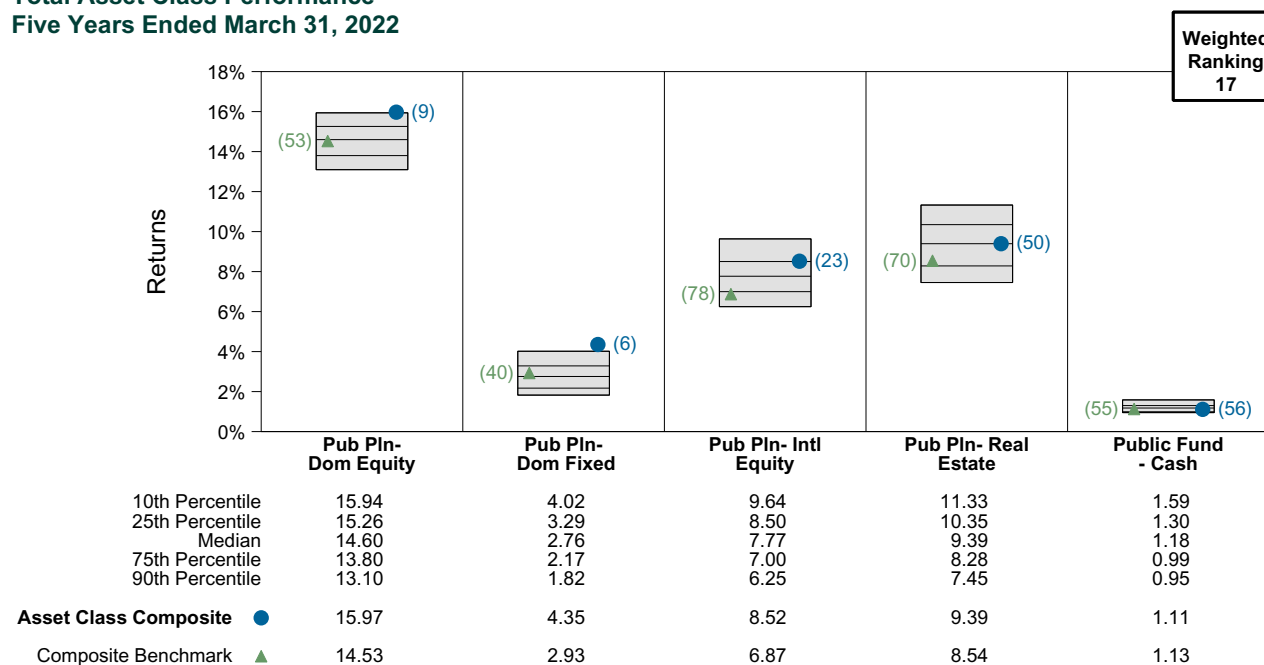 Total Asset Class Performance
Five Years Ended March 31, 2022
Weighted
Ranking
17
18%
16%
14%
12%
10%
8%
6%
4%
2%
0%
Returns
(9)
(53)
(6)
(40)
(23)
(78)
(50)
(70)
(55)
(56)
Pub Pln-
Dom Equity
Pub Pln-
Dom Fixed
Pub Pln- Intl
Equity
Pub Pln- Real
Estate
Public Fund
- Cash
10th Percentile 15.94 4.02 9.64 11.33 1.59
25th Percentile 15.26 3.29 8.50 10.35 1.30
Median 14.60 2.76 7.77 9.39 1.18
75th Percentile 13.80 2.17 7.00 8.28 0.99
90th Percentile 13.10 1.82 6.25 7.45 0.95
Asset Class Composite 15.97 4.35 8.52 9.39 1.11
Composite Benchmark 14.53 2.93 6.87 8.54 1.13